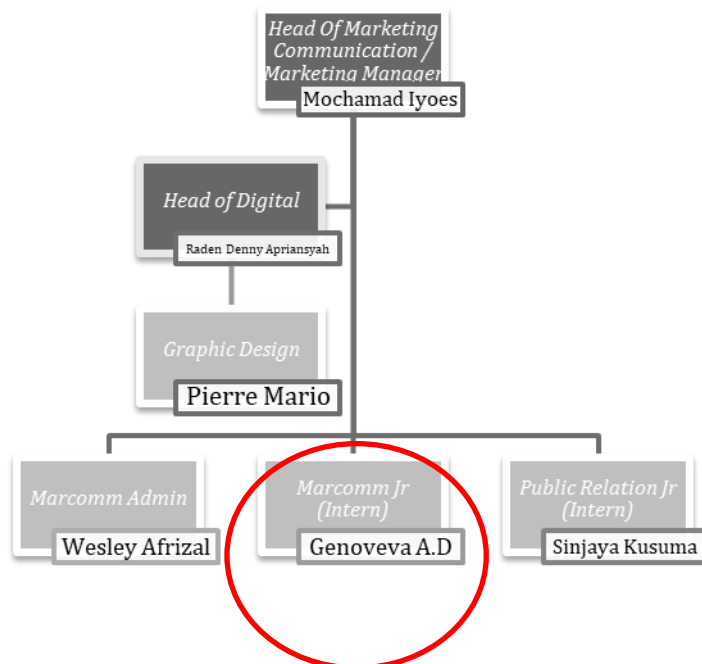 Head Of Marketing
Communication /
Marketing Manager
Mochamad Iyoes
Head of Digital
Raden Denny Apriansyah
Graphic Design
Pierre Mario
Marcomm Admin
Wesley Afrizal
Marcomm Jr
(Intern)
Genoveva A.D
Public Relation Jr
(Intern)
Sinjaya Kusuma